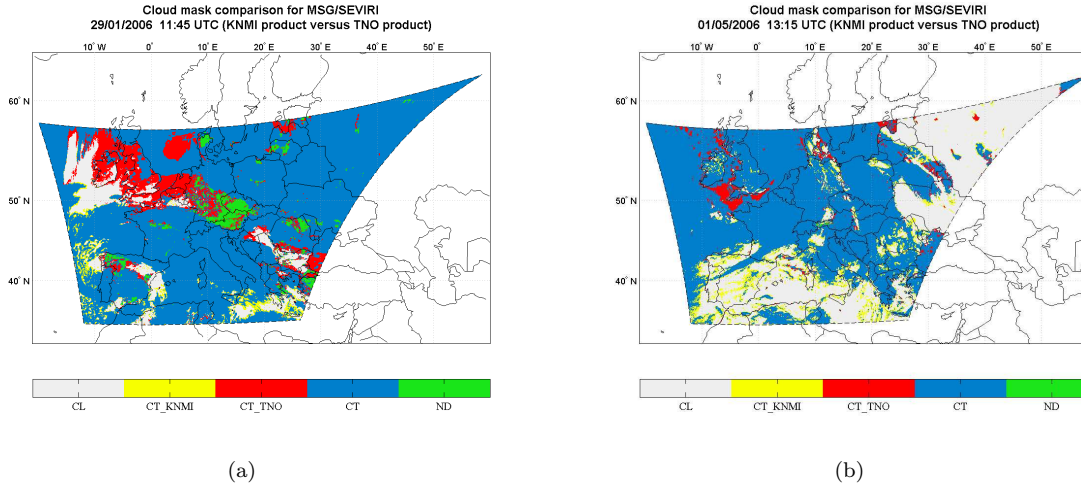 Cloud mask comparison for MSG/SEVIRI
29/01/2006 11:45 UTC (KNMI product versus TNO product)
10° W 0° 10° E 20° E 30° E 40° E 50° E
60° N
50° N
40° N
CL CT_KNMI CT_TNO CT ND
(a)
Cloud mask comparison for MSG/SEVIRI
01/05/2006 13:15 UTC (KNMI product versus TNO product)
10° W 0° 10° E 20° E 30° E 40° E 50° E
60° N
50° N
40° N
CL CT_KNMI CT_TNO CT ND
(b)